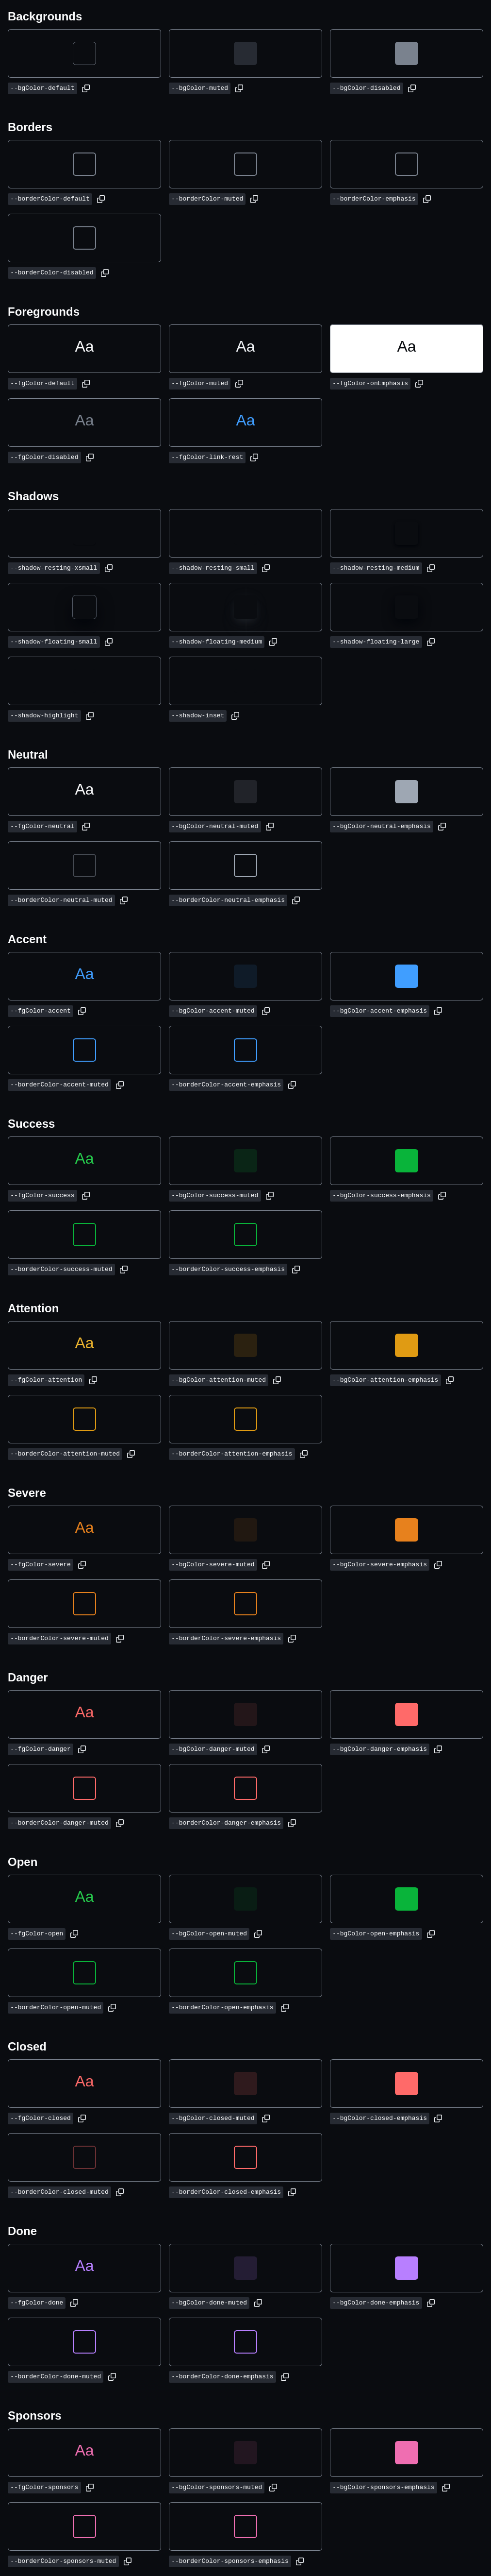 Backgrounds
--bgColor-default --bgColor-muted --bgColor-disabled
Borders
--borderColor-default --borderColor-muted --borderColor-emphasis
--borderColor-disabled
Foregrounds
Aa Aa Aa
--fgColor-default --fgColor-muted --fgColor-onEmphasis
Aa Aa
--fgColor-disabled --fgColor-link-rest
Shadows
--shadow-resting-xsmall --shadow-resting-small --shadow-resting-medium
--shadow-floating-small --shadow-floating-medium --shadow-floating-large
--shadow-highlight --shadow-inset
Neutral
Aa
--fgColor-neutral --bgColor-neutral-muted --bgColor-neutral-emphasis
--borderColor-neutral-muted --borderColor-neutral-emphasis
Accent
Aa
--fgColor-accent --bgColor-accent-muted --bgColor-accent-emphasis
--borderColor-accent-muted --borderColor-accent-emphasis
Success
Aa
--fgColor-success --bgColor-success-muted --bgColor-success-emphasis
--borderColor-success-muted --borderColor-success-emphasis
Attention
Aa
--fgColor-attention --bgColor-attention-muted --bgColor-attention-emphasis
--borderColor-attention-muted --borderColor-attention-emphasis
Severe
Aa
--fgColor-severe --bgColor-severe-muted --bgColor-severe-emphasis
--borderColor-severe-muted --borderColor-severe-emphasis
Danger
Aa
--fgColor-danger --bgColor-danger-muted --bgColor-danger-emphasis
--borderColor-danger-muted --borderColor-danger-emphasis
Open
Aa
--fgColor-open --bgColor-open-muted --bgColor-open-emphasis
--borderColor-open-muted --borderColor-open-emphasis
Closed
Aa
--fgColor-closed --bgColor-closed-muted --bgColor-closed-emphasis
--borderColor-closed-muted --borderColor-closed-emphasis
Done
Aa
--fgColor-done --bgColor-done-muted --bgColor-done-emphasis
--borderColor-done-muted --borderColor-done-emphasis
Sponsors
Aa
--fgColor-sponsors --bgColor-sponsors-muted --bgColor-sponsors-emphasis
--borderColor-sponsors-muted --borderColor-sponsors-emphasis